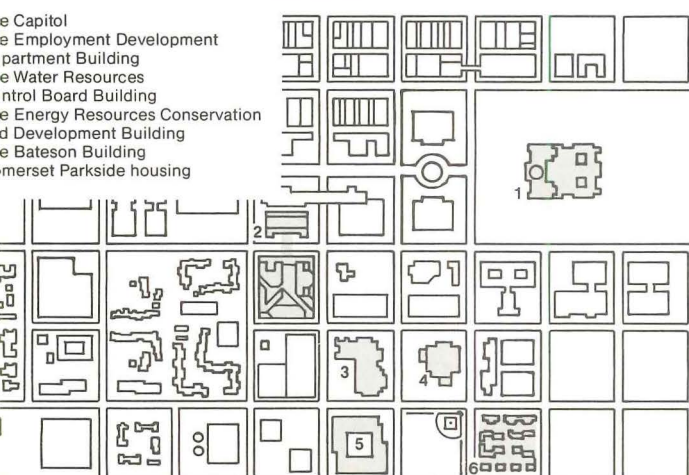 e Capitol
e Employment Development
partment Building
e Water Resources
ntrol Board Building
e Energy Resources Conservation
d Development Building
e Bateson Building
merset Parkside housing
1
2
3
4
5
6